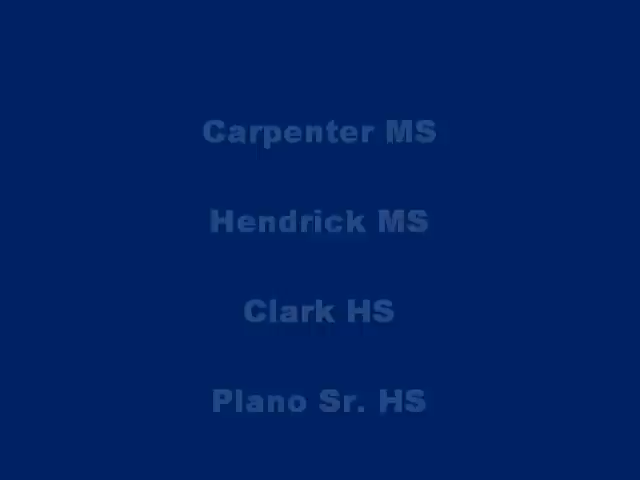 Carpenter MS
Hendrick MS
Clark HS
Plano Sr. HS